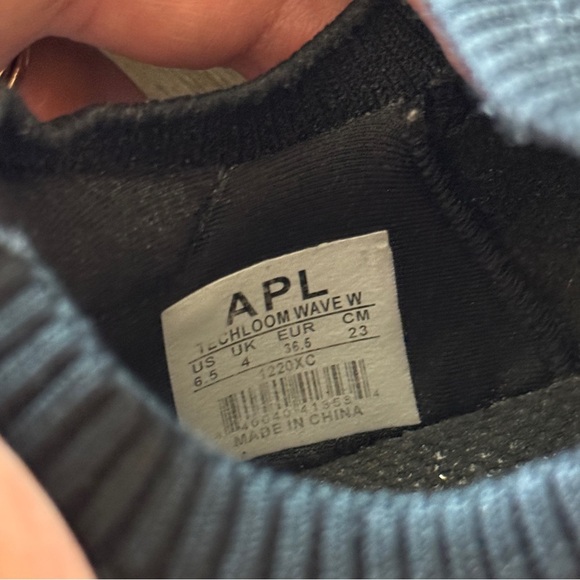 APL
TECHLOOM WAVE W
US UK EUR CM
6.5 4 36.5 23
1220XC
MADE IN CHINA